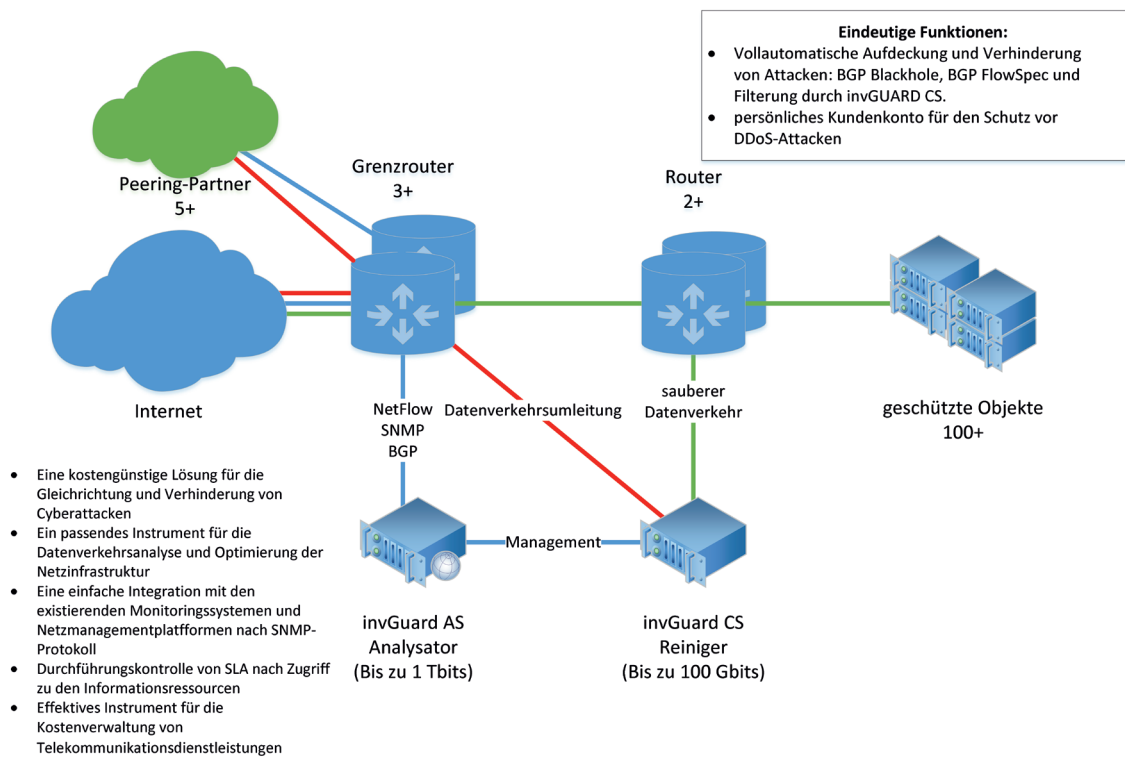 Eindeutige Funktionen:
• Vollautomatische Aufdeckung und Verhinderung
von Attacken: BGP Blackhole, BGP FlowSpec und
Filterung durch invGUARD CS.
• persönliches Kundenkonto für den Schutz vor
DDoS-Attacken
Peering-Partner
5+
Grenzrouter
3+
Router
2+
Internet
NetFlow
SNMP
BGP
Datenverkehrsumleitung
sauberer
Datenverkehr
geschützte Objekte
100+
Management
invGuard AS
Analysator
(Bis zu 1 Tbits)
invGuard CS
Reiniger
(Bis zu 100 Gbits)
• Eine kostengünstige Lösung für die
Gleichrichtung und Verhinderung von
Cyberattacken
• Ein passendes Instrument für die
Datenverkehrsanalyse und Optimierung der
Netzinfrastruktur
• Eine einfache Integration mit den
existierenden Monitoringssystemen und
Netzmanagementplattfformen nach SNMP-
Protokoll
• Durchführungskontrolle von SLA nach Zugriff
zu den Informationsressourcen
• Effektives Instrument für die
Kostenverwaltung von
Telekommunikationsdienstleistungen